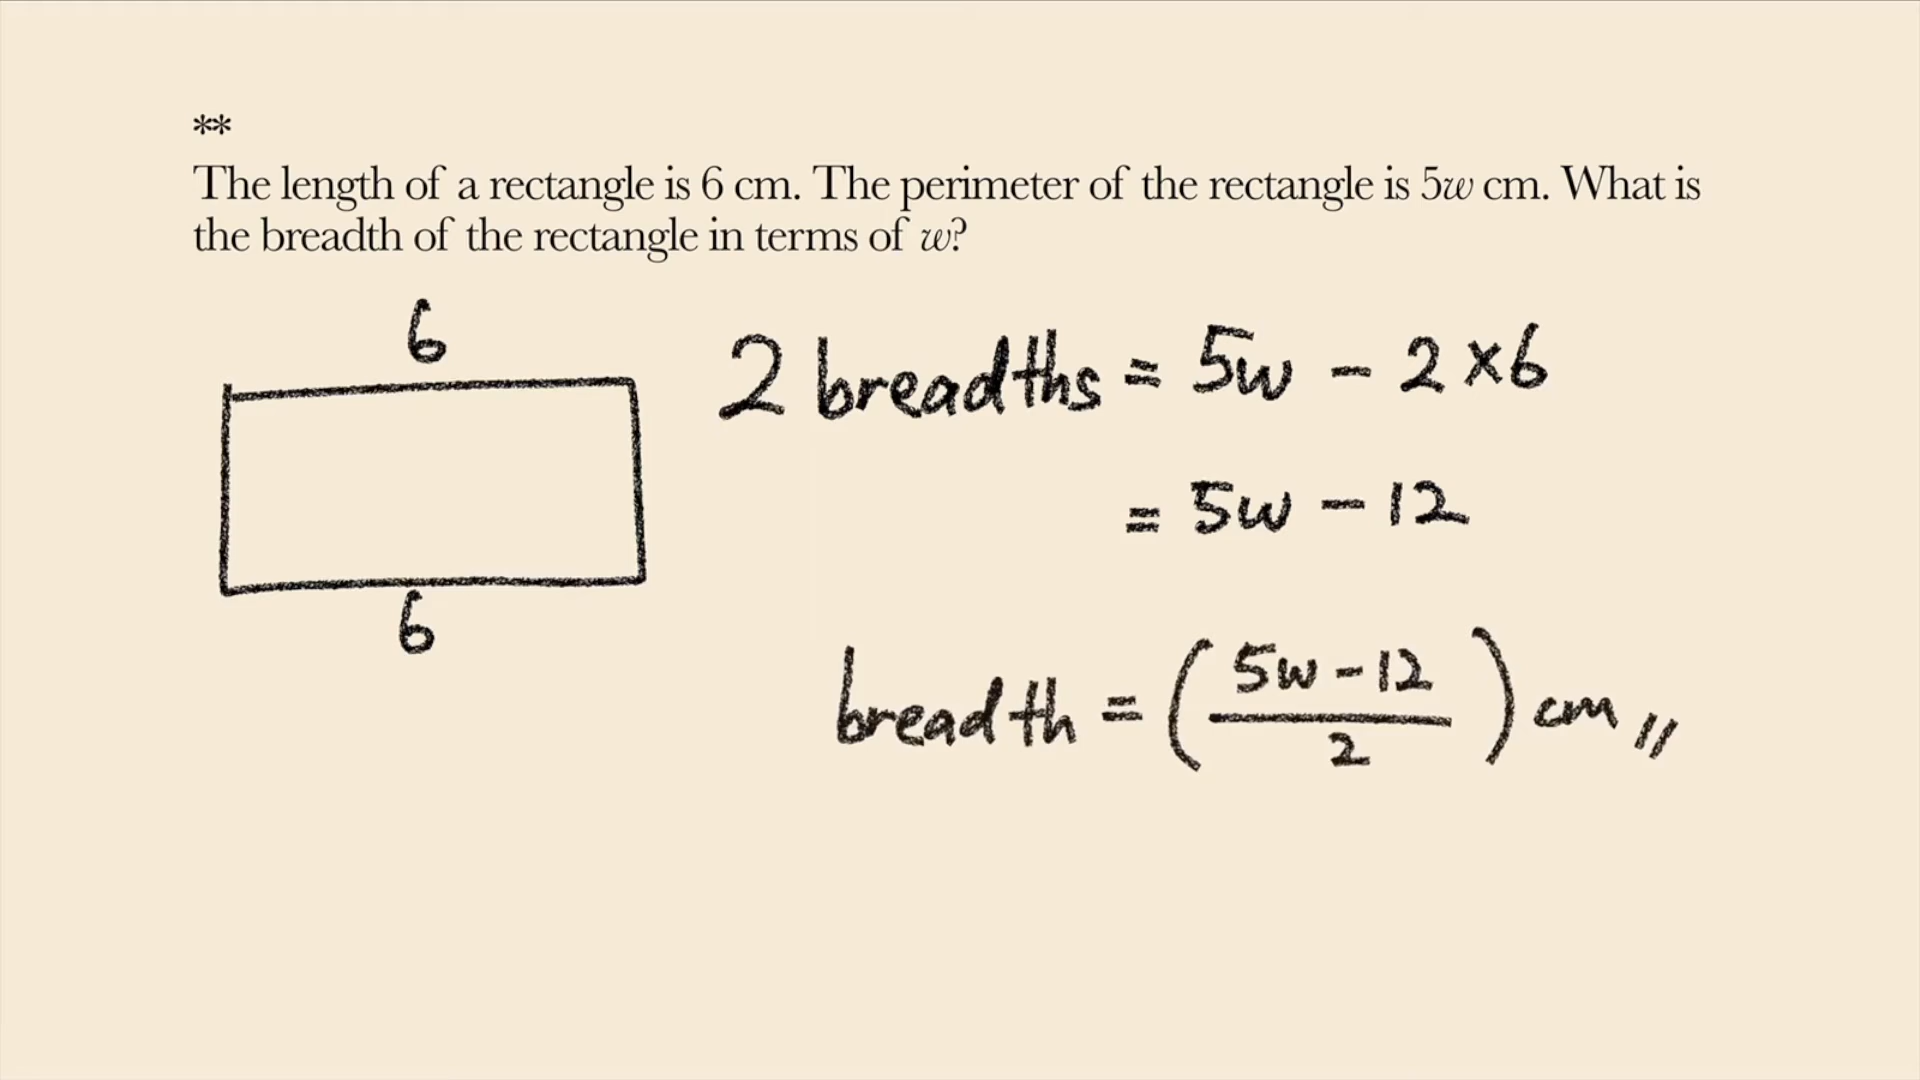 **
The length of a rectangle is 6 cm. The perimeter of the rectangle is 5w cm. What is
the breadth of the rectangle in terms of w?
6
6
2 breadths = 5w - 2 × 6
= 5w - 12
breadth = ( 5w - 12 / 2 ) cm //